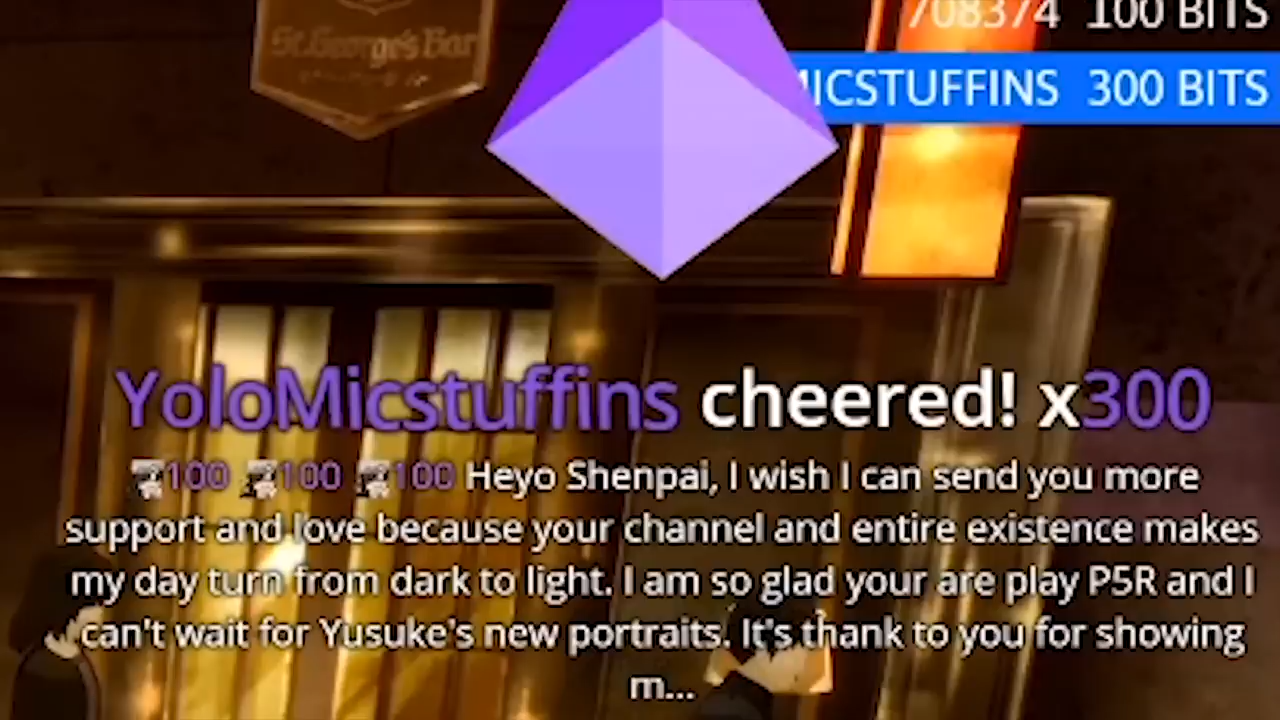 708374 100 BITS
St.George's Bar
MICSTUFFINS 300 BITS
YoloMicstuffins cheered! x300
100 100 100 Heyo Shenpai, I wish I can send you more
support and love because your channel and entire existence makes
my day turn from dark to light. I am so glad your are play P5R and I
can't wait for Yusuke's new portraits. It's thank to you for showing
m...